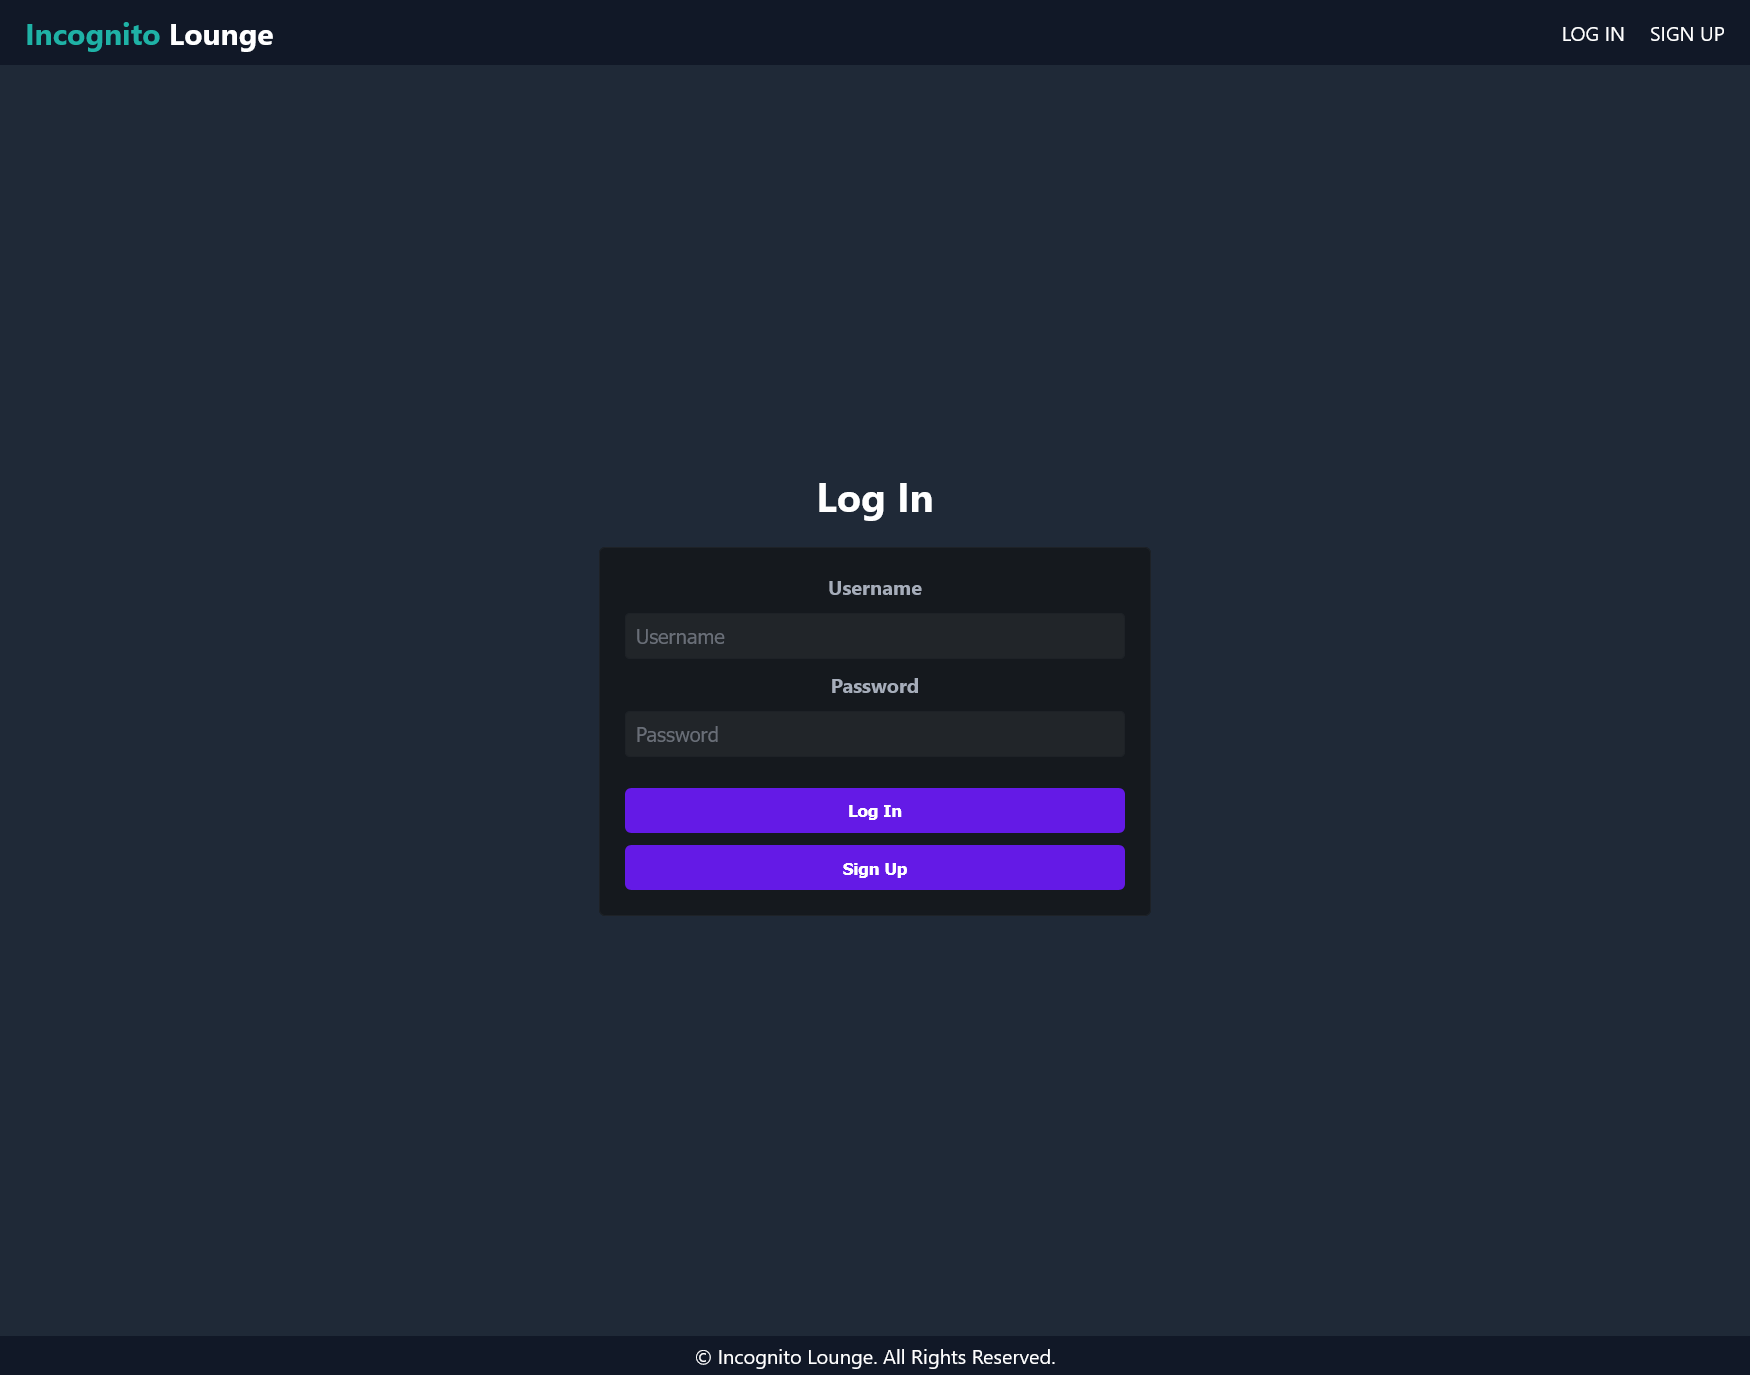 Incognito Lounge
LOG IN SIGN UP
Log In
Username
Username
Password
Password
Log In
Sign Up
© Incognito Lounge. All Rights Reserved.